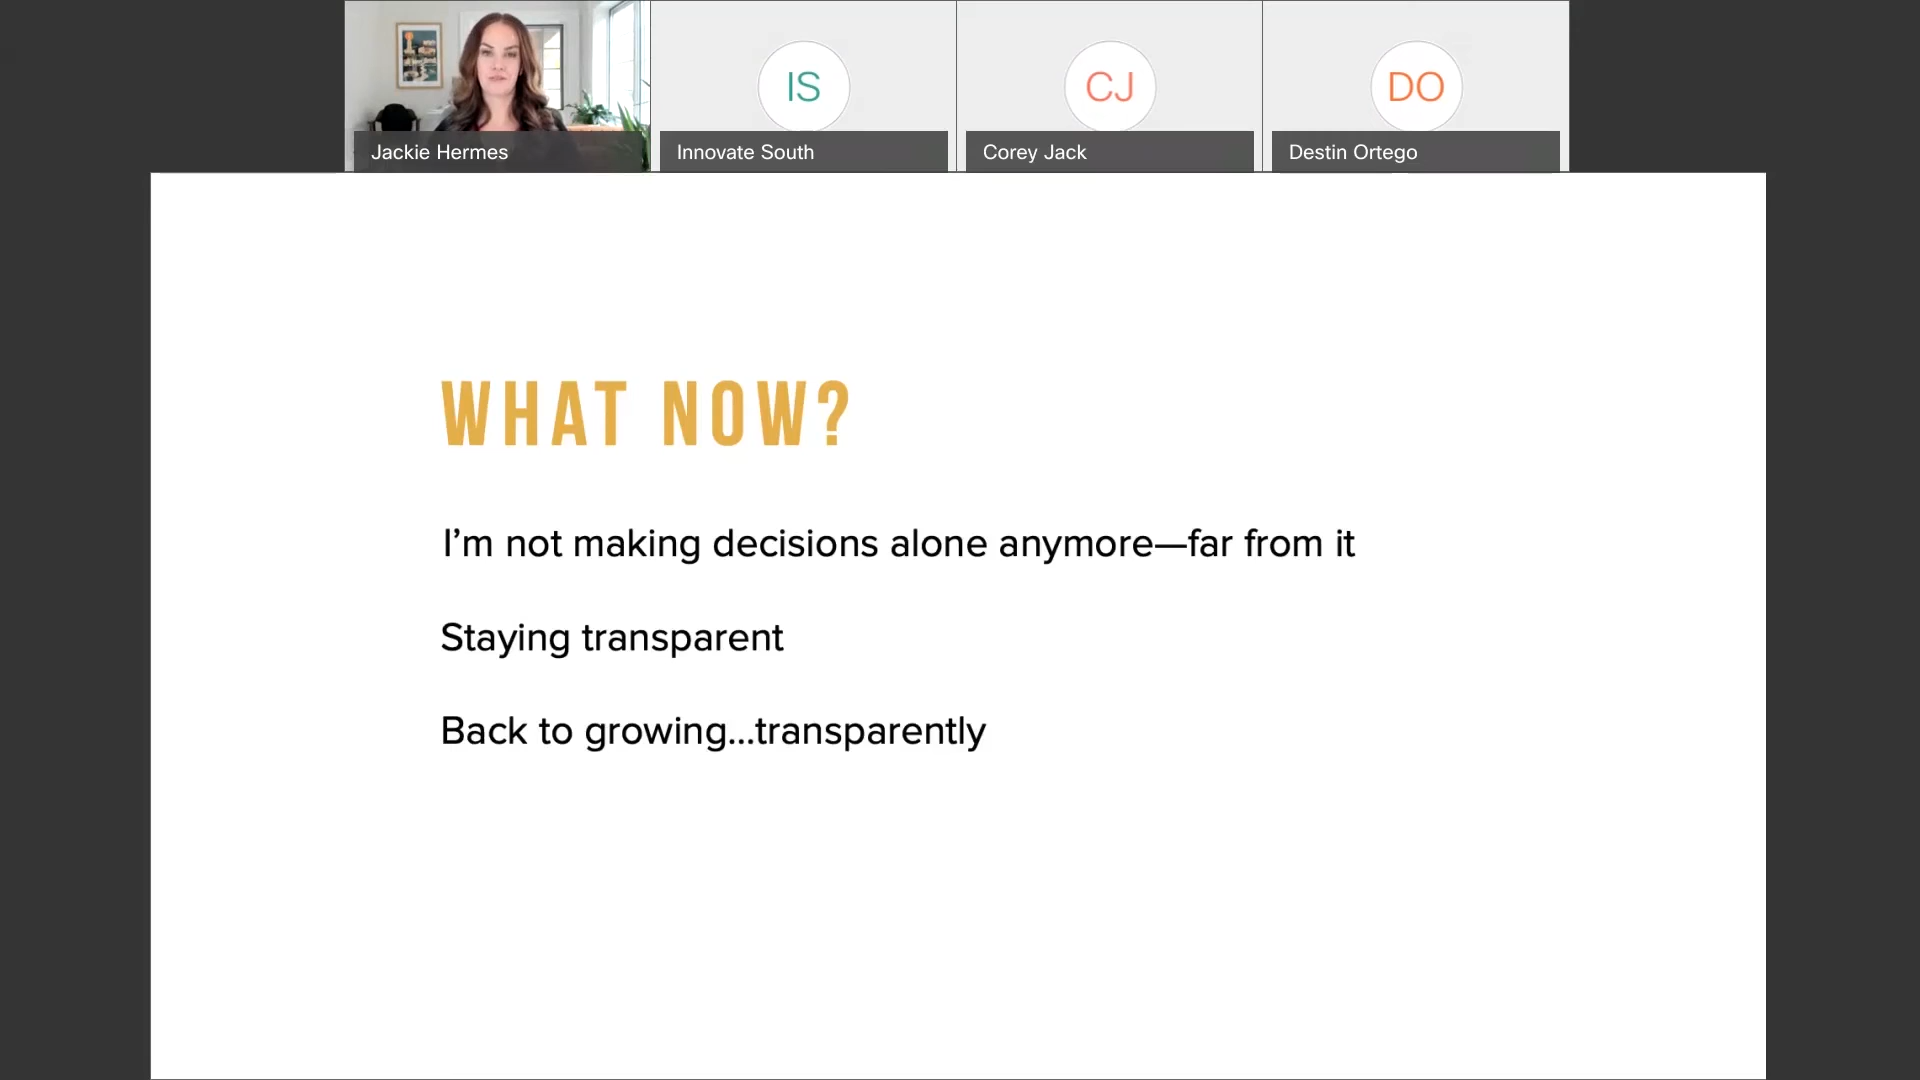 IS
CJ
DO
Jackie Hermes
Innovate South
Corey Jack
Destin Ortego
WHAT NOW?
I’m not making decisions alone anymore—far from it
Staying transparent
Back to growing...transparently